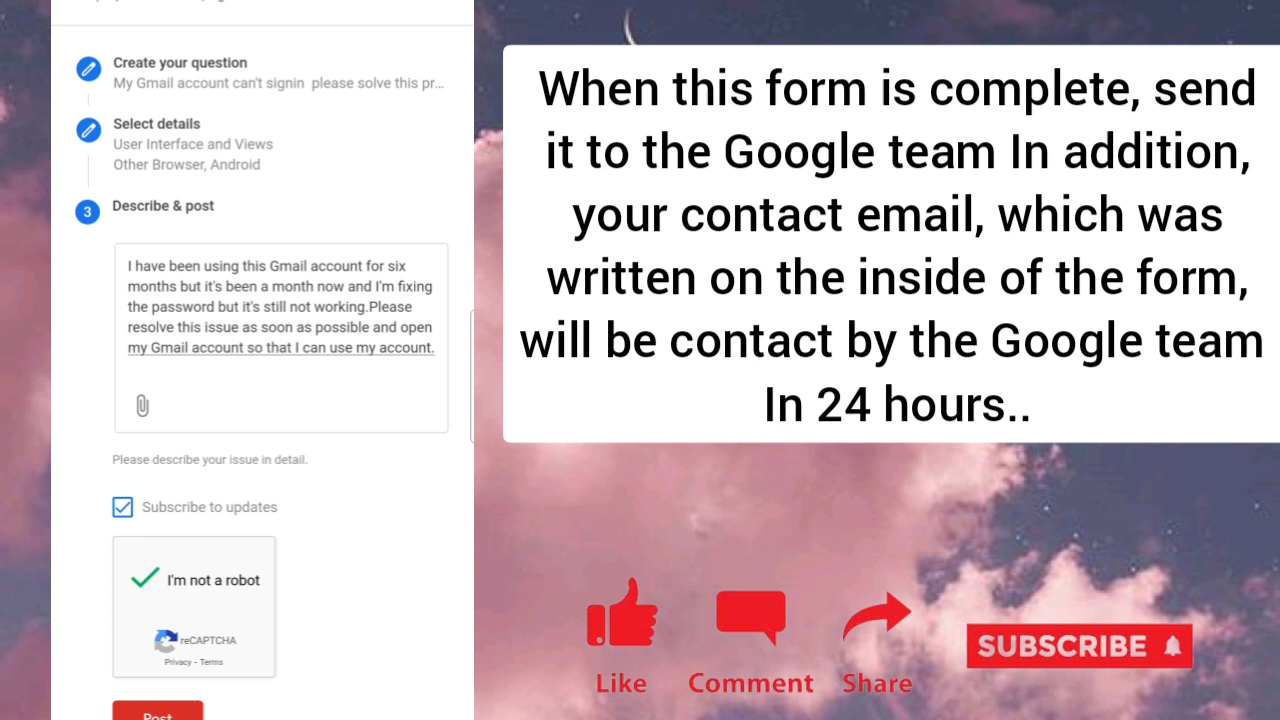 Create your question
My Gmail account can't signin please solve this pr...
Select details
User Interface and Views
Other Browser, Android
3
Describe & post
I have been using this Gmail account for six
months but it's been a month now and I'm fixing
the password but it's still not working.Please
resolve this issue as soon as possible and open
my Gmail account so that I can use my account.
Please describe your issue in detail.
Subscribe to updates
I'm not a robot
reCAPTCHA
Privacy - Terms
Post
When this form is complete, send
it to the Google team In addition,
your contact email, which was
written on the inside of the form,
will be contact by the Google team
In 24 hours..
Like
Comment
Share
SUBSCRIBE